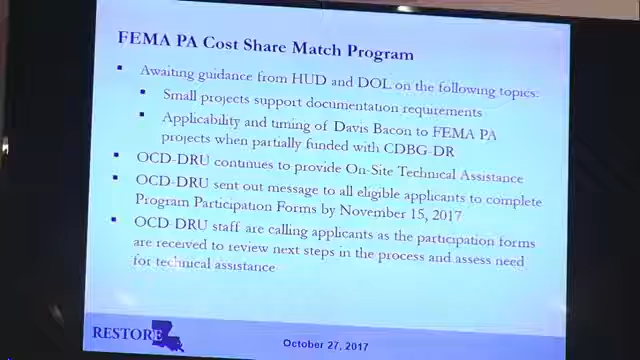 FEMA PA Cost Share Match Program
▪ Awaiting guidance from HUD and DOL on the following topics:
▪ Small projects support documentation requirements
▪ Applicability and timing of Davis Bacon to FEMA PA
projects when partially funded with CDBG-DR
▪ OCD-DRU continues to provide On-Site Technical Assistance
▪ OCD-DRU sent out message to all eligible applicants to complete
Program Participation Forms by November 15, 2017
▪ OCD-DRU staff are calling applicants as the participation forms
are received to review next steps in the process and assess need
for technical assistance
RESTORE
October 27, 2017